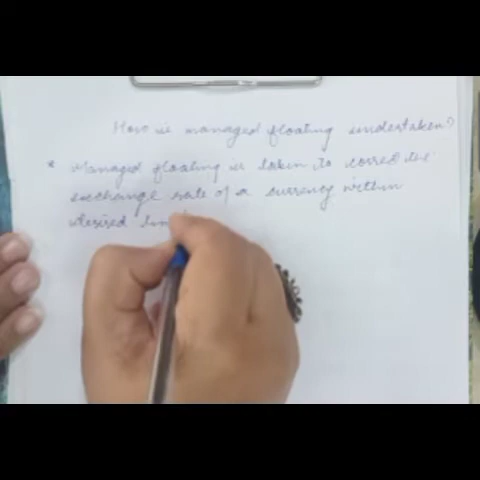 How is managed floating undertaken?
* Managed floating is taken to correct the
exchange rate of a currency within
desired